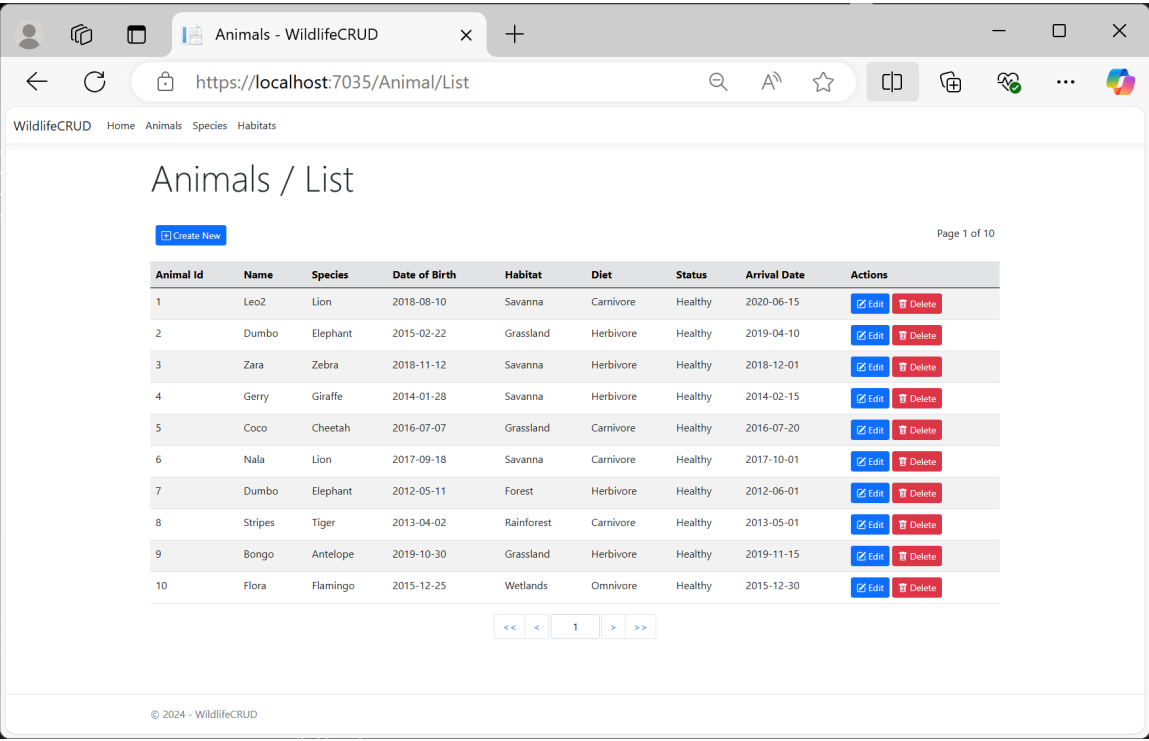 Animals - WildlifeCRUD
https://localhost:7035/Animal/List
WildlifeCRUD Home Animals Species Habitats
Animals / List
Create New Page 1 of 10
Animal Id Name Species Date of Birth Habitat Diet Status Arrival Date Actions
1 Leo2 Lion 2018-08-10 Savanna Carnivore Healthy 2020-06-15 Edit Delete
2 Dumbo Elephant 2015-02-22 Grassland Herbivore Healthy 2019-04-10 Edit Delete
3 Zara Zebra 2018-11-12 Savanna Herbivore Healthy 2018-12-01 Edit Delete
4 Gerry Giraffe 2014-01-28 Savanna Herbivore Healthy 2014-02-15 Edit Delete
5 Coco Cheetah 2016-07-07 Grassland Carnivore Healthy 2016-07-20 Edit Delete
6 Nala Lion 2017-09-18 Savanna Carnivore Healthy 2017-10-01 Edit Delete
7 Dumbo Elephant 2012-05-11 Forest Herbivore Healthy 2012-06-01 Edit Delete
8 Stripes Tiger 2013-04-02 Rainforest Carnivore Healthy 2013-05-01 Edit Delete
9 Bongo Antelope 2019-10-30 Grassland Herbivore Healthy 2019-11-15 Edit Delete
10 Flora Flamingo 2015-12-25 Wetlands Omnivore Healthy 2015-12-30 Edit Delete
<< < 1 > >>
© 2024 - WildlifeCRUD